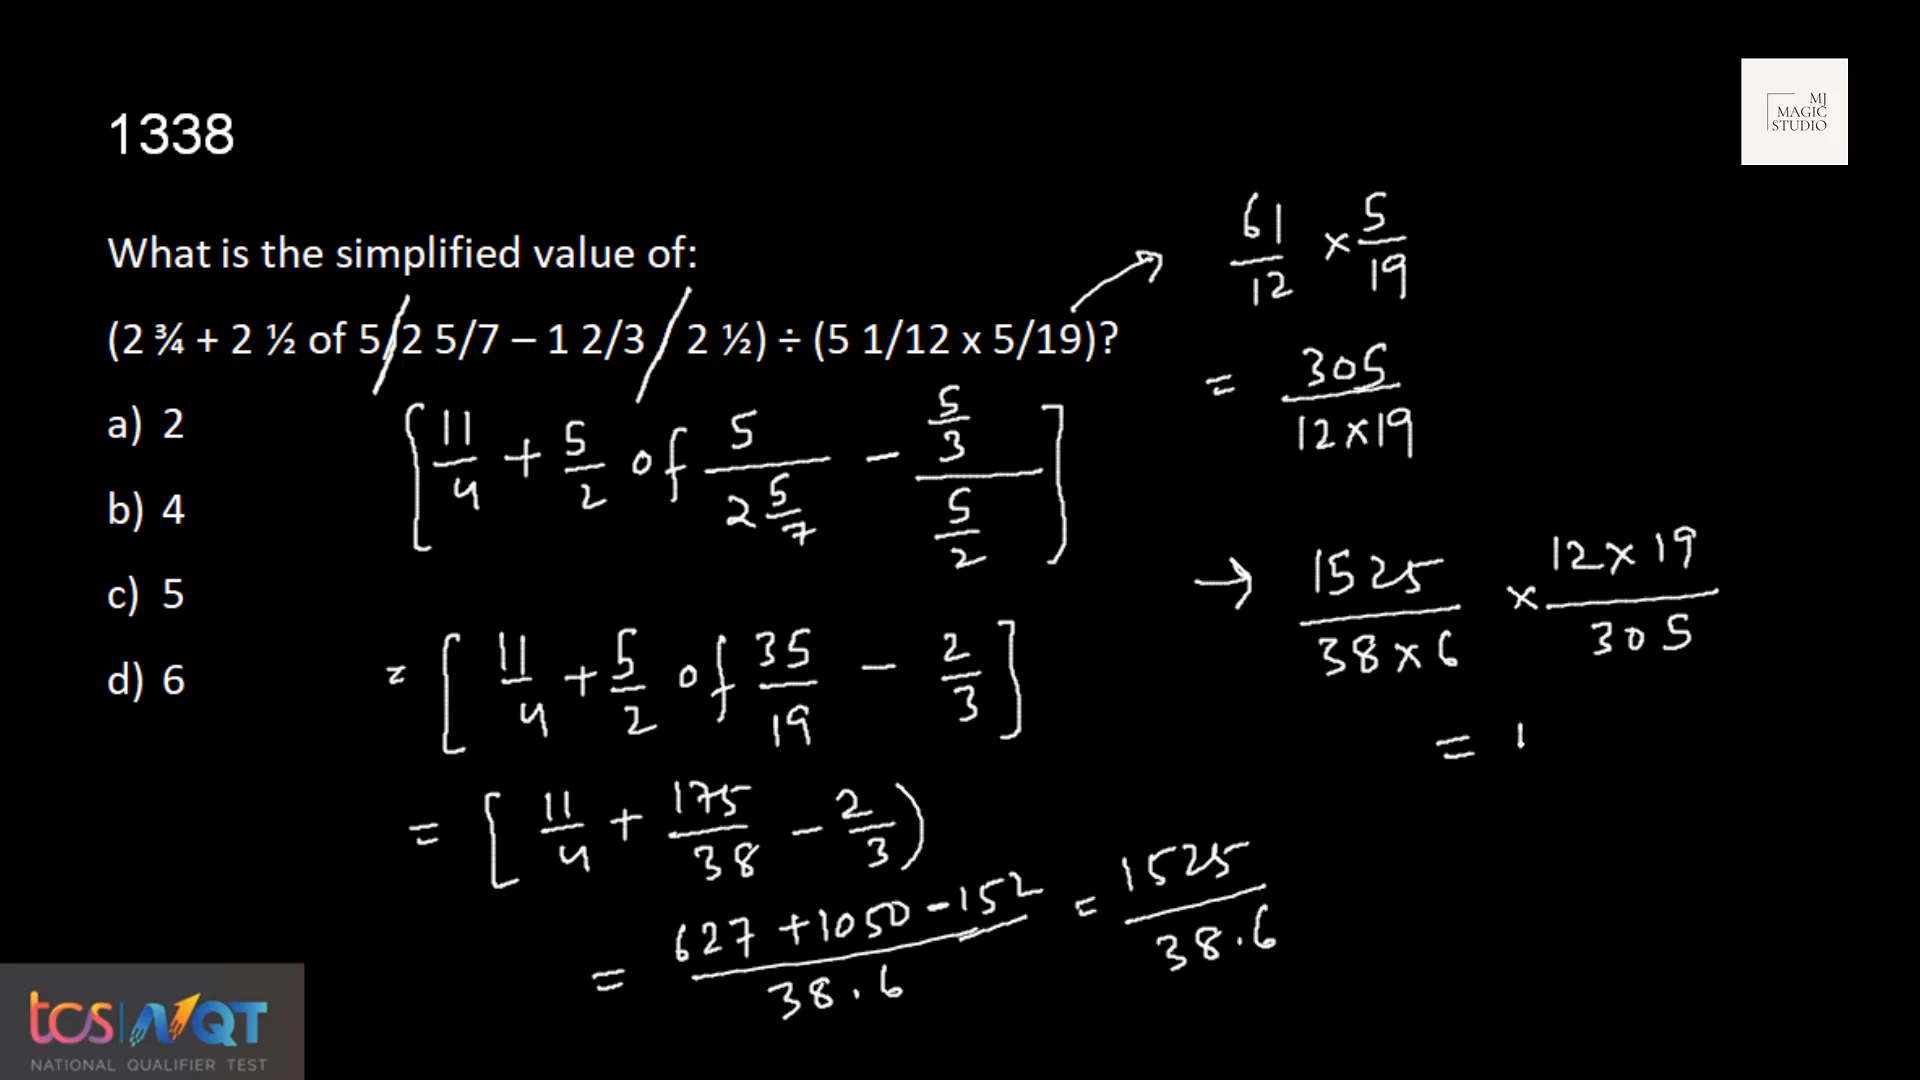 MJ
MAGIC
STUDIO
1338
What is the simplified value of:
(2 ¾ + 2 ½ of 5/2 5/7 – 1 2/3 / 2 ½) ÷ (5 1/12 x 5/19)?
a) 2
b) 4
c) 5
d) 6
[11/4 + 5/2 of 5/(2 5/7) − (5/3)/(5/2)]
= [11/4 + 5/2 of 35/19 − 2/3]
= [11/4 + 175/38 − 2/3)
= (627 + 1050 − 152)/(38.6) = 1525/(38.6)
61/12 × 5/19
= 305/(12×19)
→ 1525/(38×6) × (12×19)/305
= 1
tcs NQT
NATIONAL QUALIFIER TEST